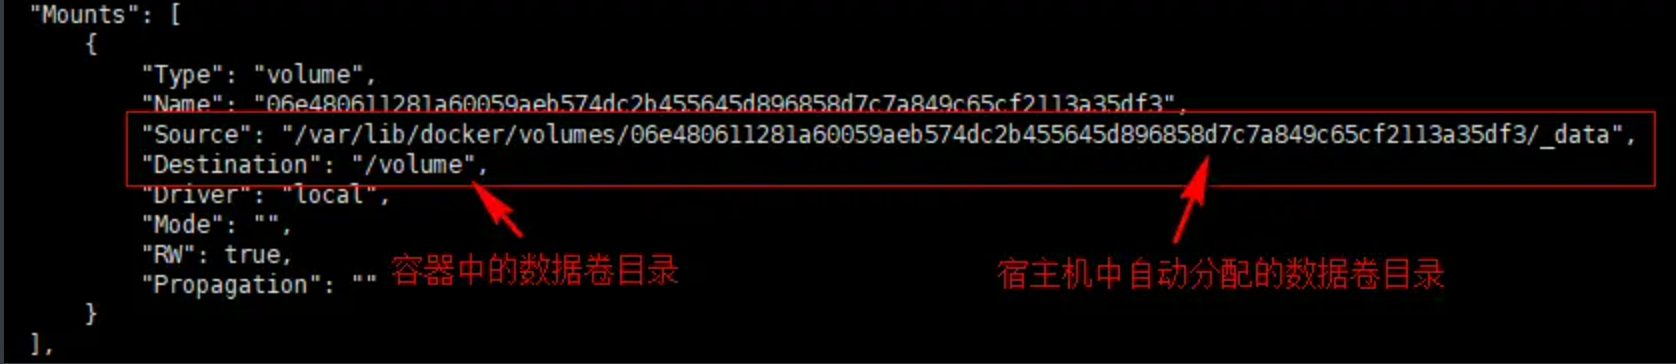 "Mounts": [
{
"Type": "volume",
"Name": "06e480611281a60059aeb574dc2b455645d896858d7c7a849c65cf2113a35df3",
"Source": "/var/lib/docker/volumes/06e480611281a60059aeb574dc2b455645d896858d7c7a849c65cf2113a35df3/_data",
"Destination": "/volume",
"Driver": "local",
"Mode": "",
"RW": true,
"Propagation": ""
容器中的数据卷目录
宿主机中自动分配的数据卷目录
}
],